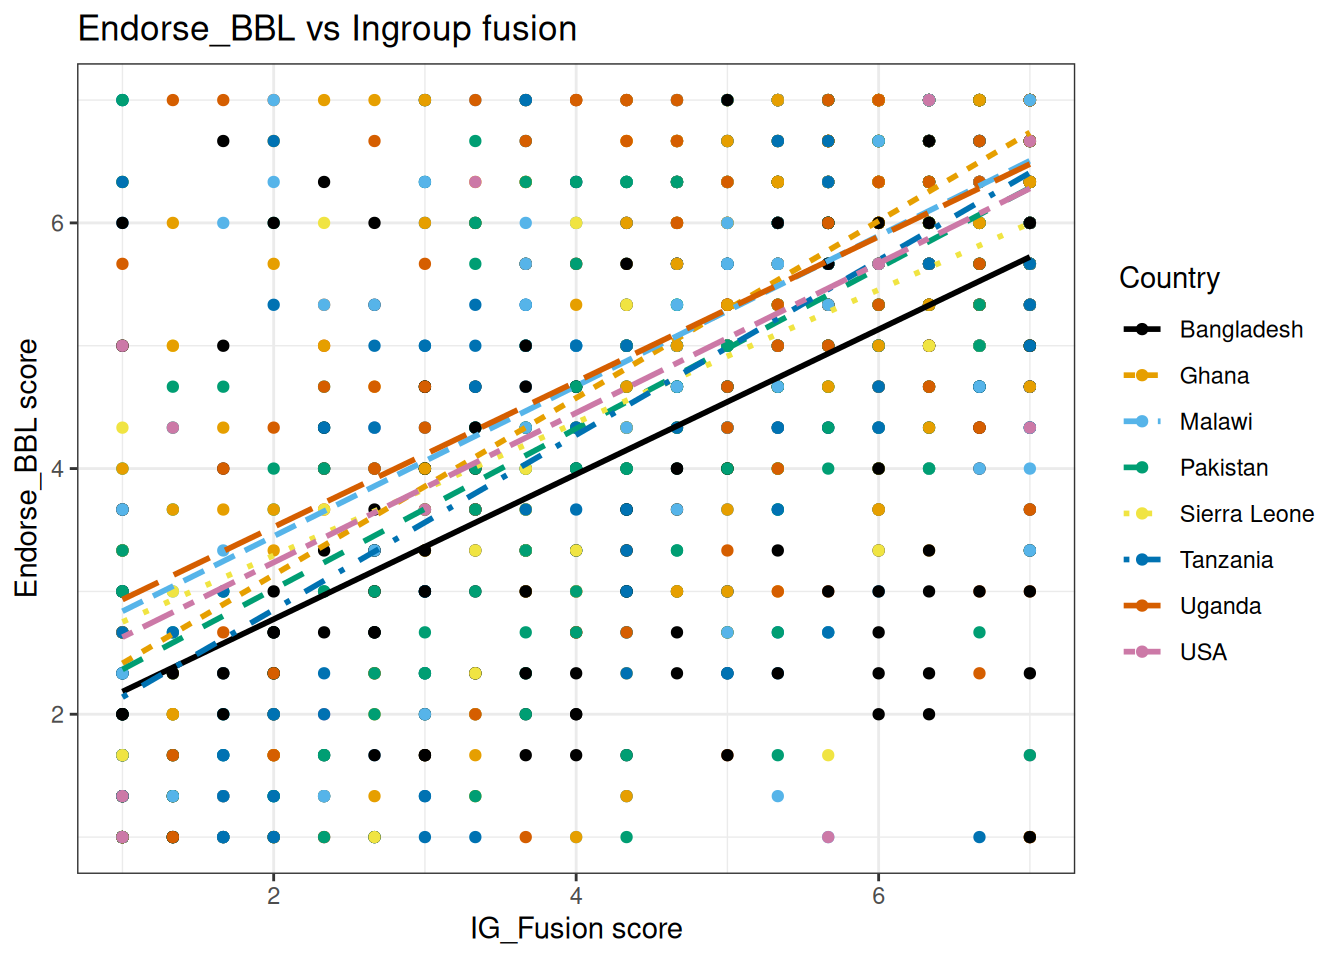 Endorse_BBL vs Ingroup fusion
Endorse_BBL score
6
4
2
2
4
6
IG_Fusion score
Country
Bangladesh
Ghana
Malawi
Pakistan
Sierra Leone
Tanzania
Uganda
USA